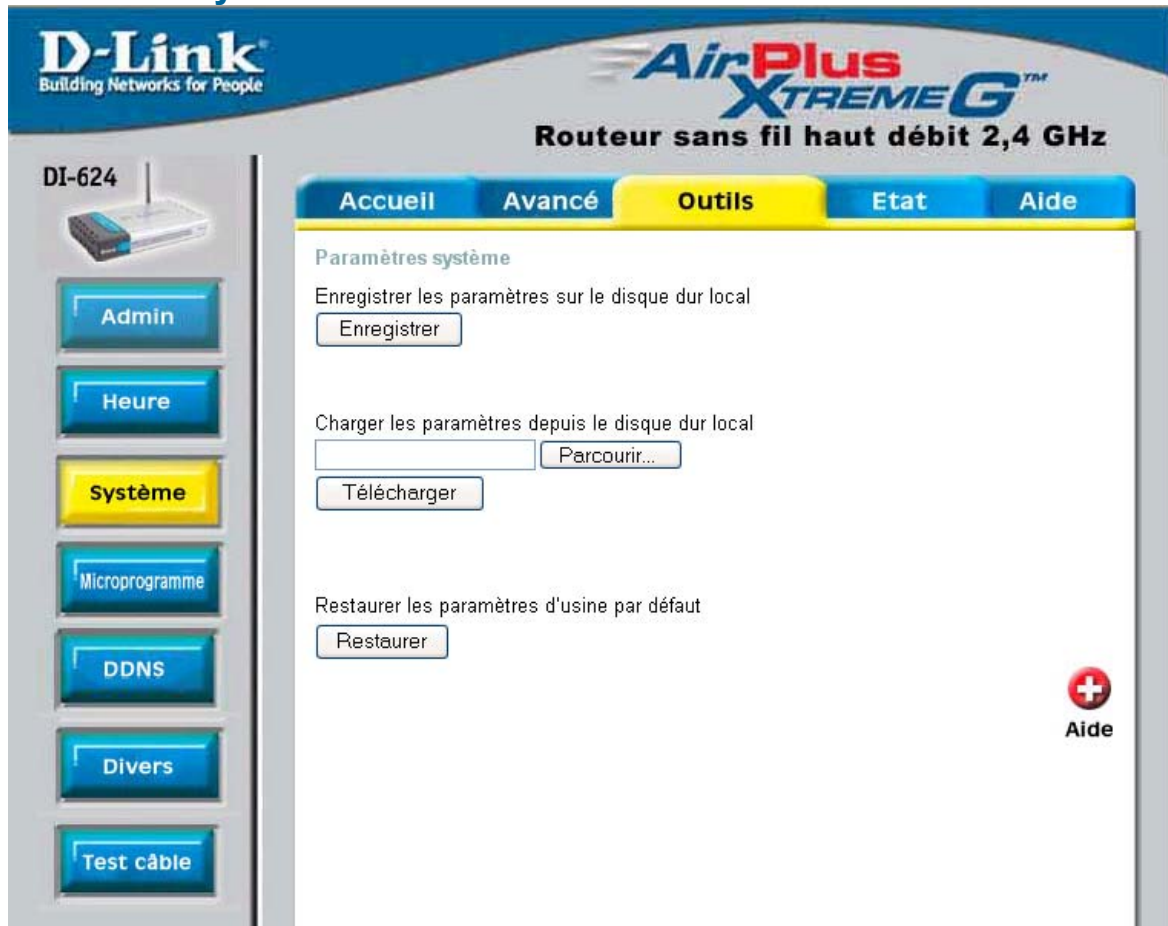 D-Link
Building Networks for People
AirPlus
XTREME G™
Routeur sans fil haut débit 2,4 GHz
DI-624
Accueil Avancé Outils Etat Aide
Paramètres système
Enregistrer les paramètres sur le disque dur local
Enregistrer
Charger les paramètres depuis le disque dur local
Parcourir...
Télécharger
Restaurer les paramètres d'usine par défaut
Restaurer
Aide
Admin
Heure
Système
Microprogramme
DDNS
Divers
Test câble